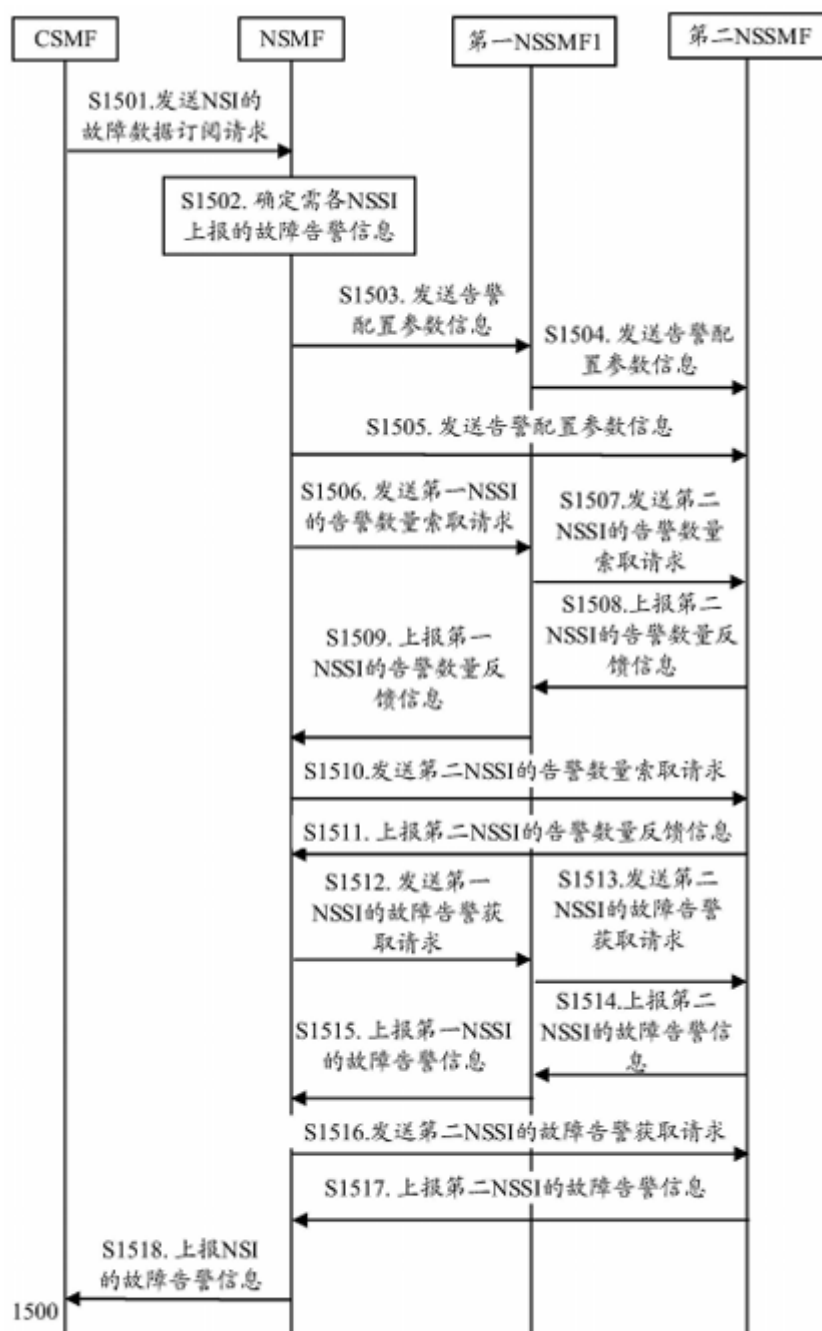 CSMF
NSMF
第一NSSMF1
第二NSSMF
S1501.发送NSI的
故障数据订阅请求
S1502. 确定需各NSSI
上报的故障告警信息
S1503. 发送告警
配置参数信息
S1504. 发送告警配
置参数信息
S1505. 发送告警配置参数信息
S1506. 发送第一NSSI
的告警数量索取请求
S1507.发送第二
NSSI的告警数量
索取请求
S1508.上报第二
NSSI的告警数量反
馈信息
S1509. 上报第一
NSSI的告警数量反
馈信息
S1510.发送第二NSSI的告警数量索取请求
S1511. 上报第二NSSI的告警数量反馈信息
S1512. 发送第一
NSSI的故障告警获
取请求
S1513.发送第二
NSSI的故障告警
获取请求
S1514.上报第二
NSSI的故障告警信
息
S1515. 上报第一NSSI
的故障告警信息
S1516.发送第二NSSI的故障告警获取请求
S1517. 上报第二NSSI的故障告警信息
S1518. 上报NSI
的故障告警信息
1500